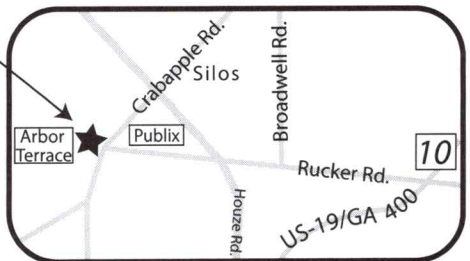 Crabapple Rd.
Silos
Broadwell Rd.
Arbor
Terrace
Publix
10
Rucker Rd.
Houze Rd.
US-19/GA 400